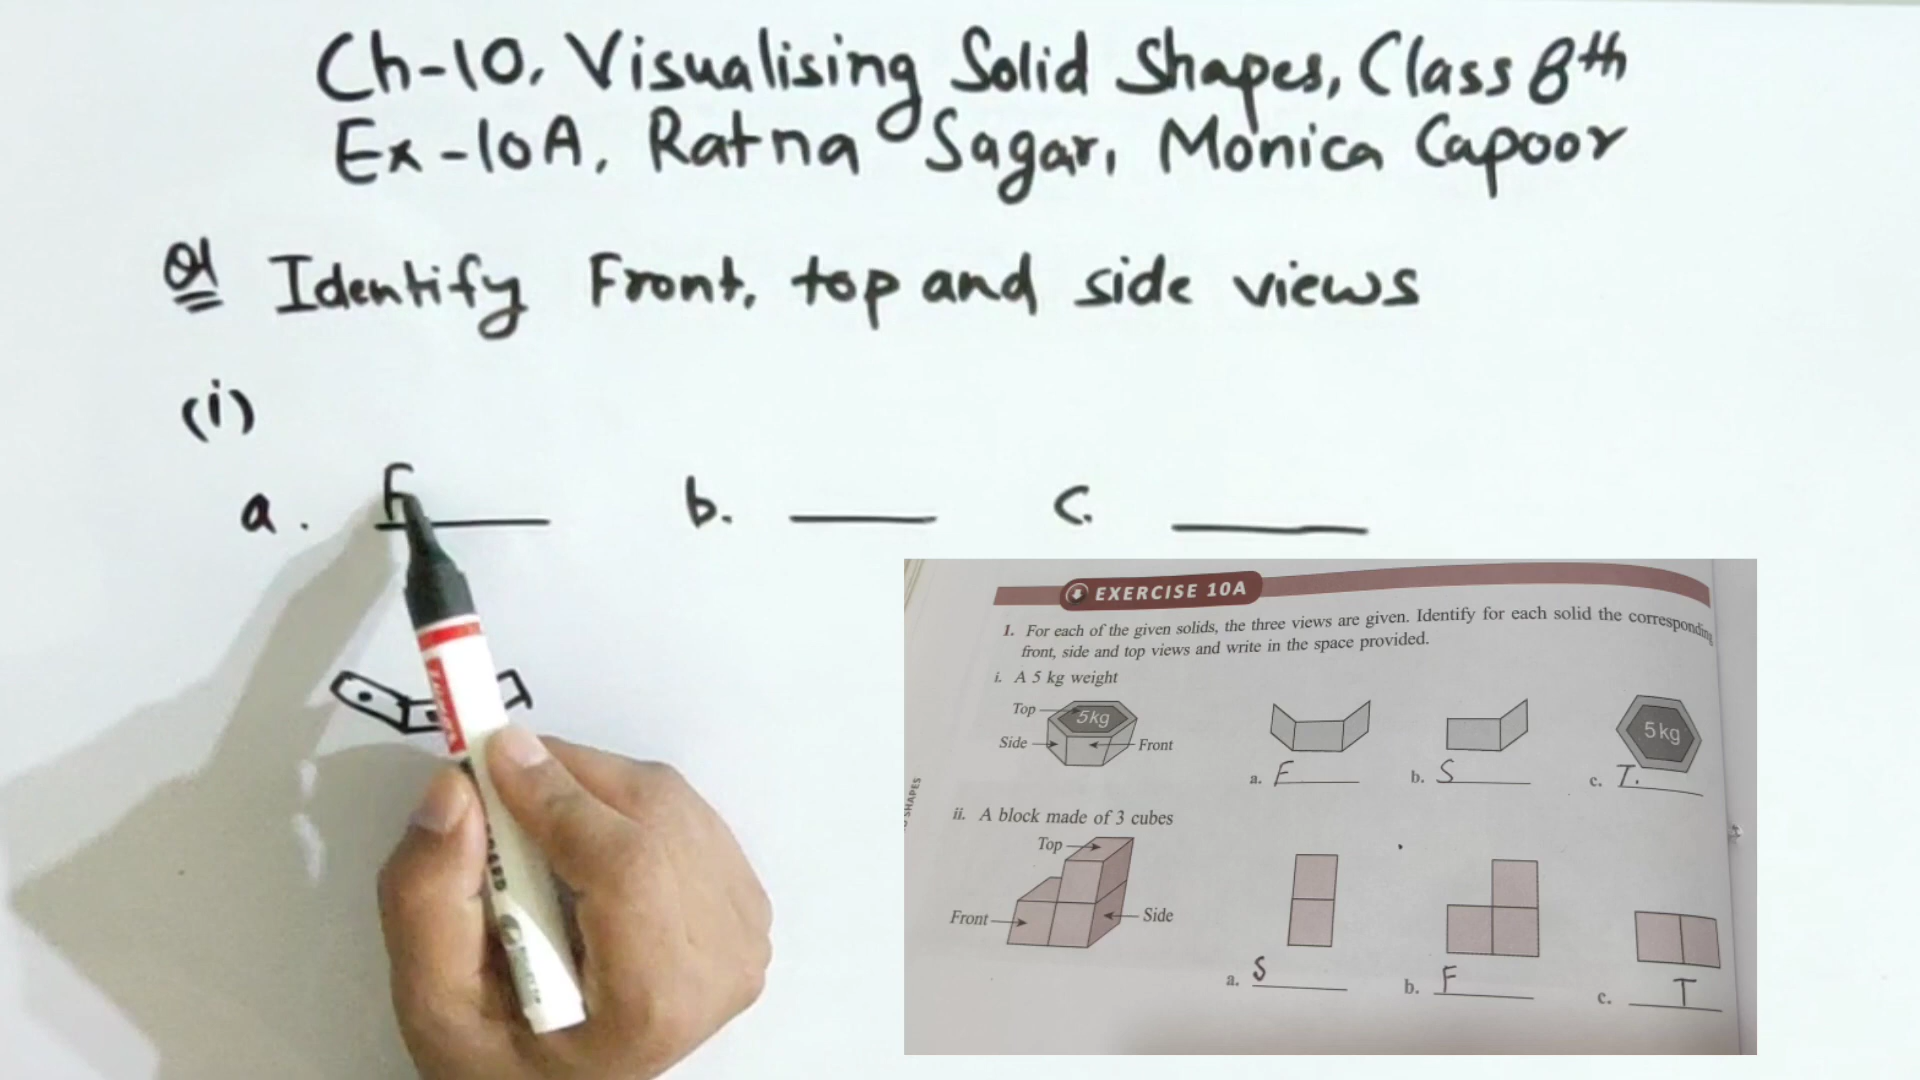 Ch-10, Visualising Solid Shapes, Class 8th
Ex-10A, Ratna Sagar, Monica Capoor
Q1 Identify Front, top and side views
(i)
a. F b. ___ c. ___
EXERCISE 10A
1. For each of the given solids, the three views are given. Identify for each solid the corresponding
front, side and top views and write in the space provided.
i. A 5 kg weight
Top
5kg
Side
Front
5 kg
a. F b. S c. T.
ii. A block made of 3 cubes
Top
Front
Side
a. S b. F c. T
SHAPES